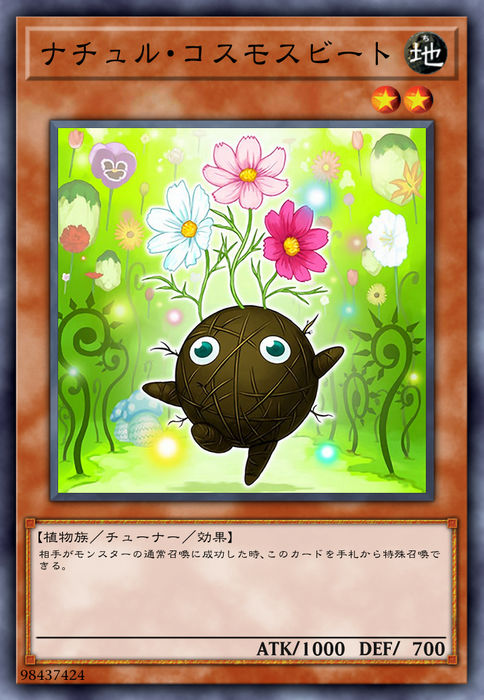 ナチュル・コスモスビート
地
ち
【植物族／チューナー／効果】
相手がモンスターの通常召喚に成功した時、このカードを手札から特殊召喚で
きる。
ATK/1000 DEF/ 700
98437424